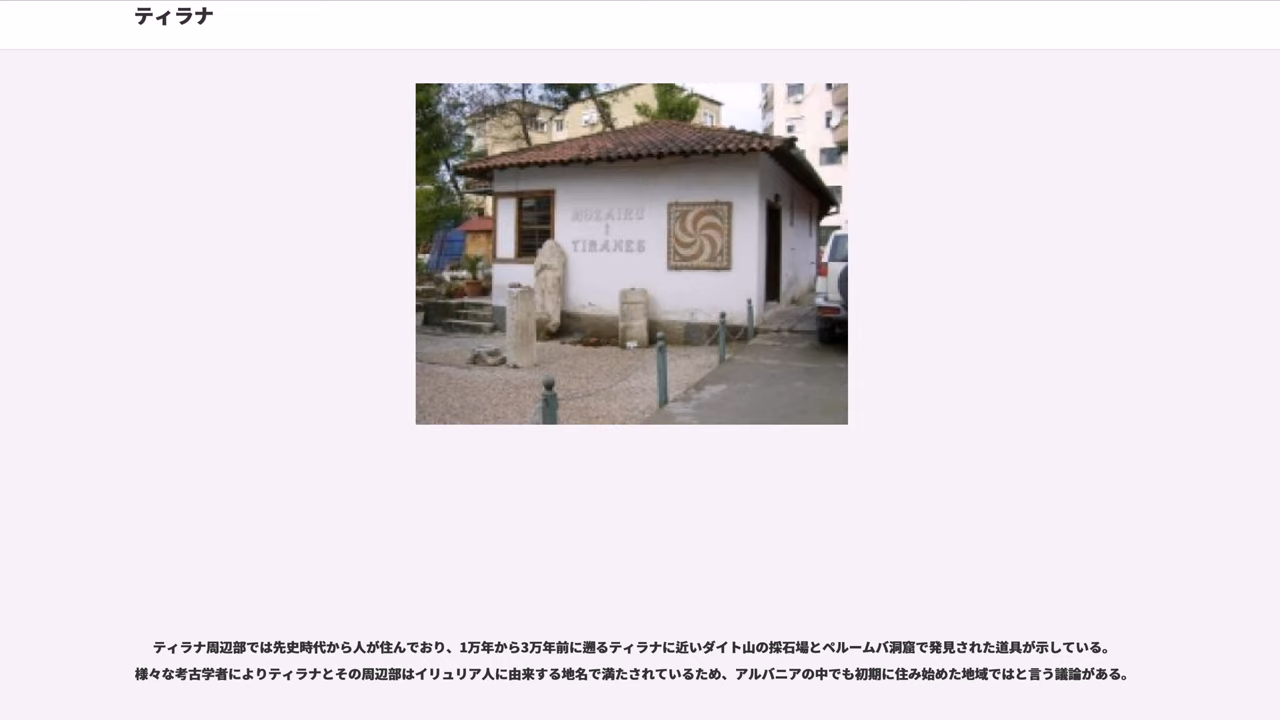 ティラナ
MOZAIKU
I
TIRANES
ティラナ周辺部では先史時代から人が住んでおり、1万年から3万年前に遡るティラナに近いダイト山の採石場とペルームバ洞窟で発見された道具が示している。
様々な考古学者によりティラナとその周辺部はイリュリア人に由来する地名で満たされているため、アルバニアの中でも初期に住み始めた地域ではと言う議論がある。